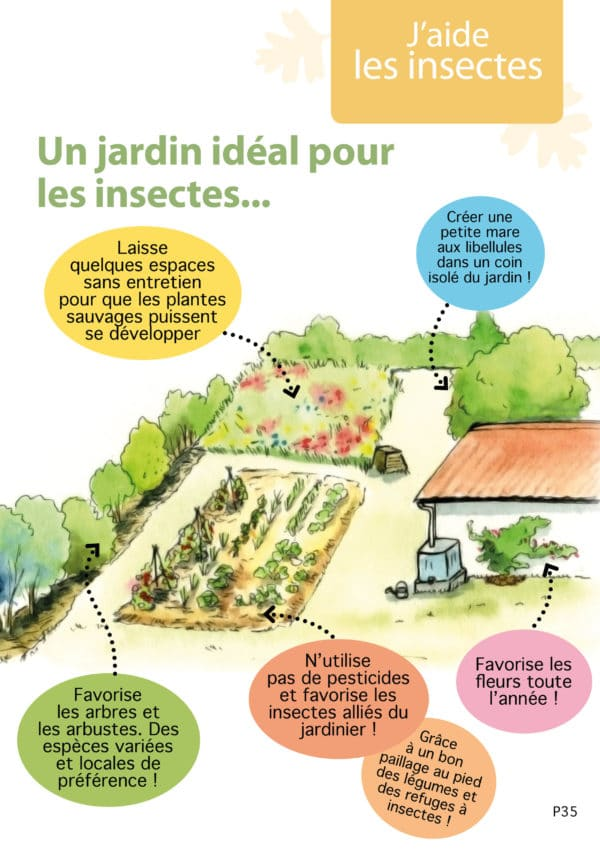 J'aide
les insectes
Un jardin idéal pour
les insectes...
Laisse
quelques espaces
sans entretien
pour que les plantes
sauvages puissent
se développer
Créer une
petite mare
aux libellules
dans un coin
isolé du jardin !
Favorise
les arbres et
les arbustes. Des
espèces variées
et locales de
préférence !
N'utilise
pas de pesticides
et favorise les
insectes alliés du
jardinier !
Grâce
à un bon
paillage au pied
des légumes et
des refuges à
insectes !
Favorise les
fleurs toute
l'année !
P35